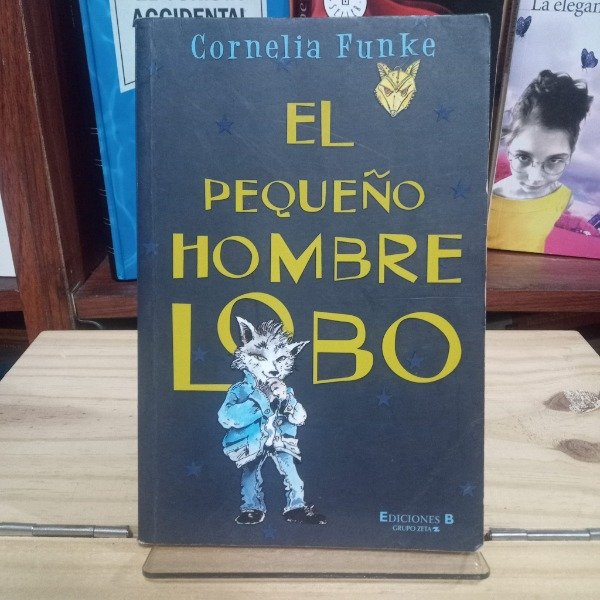 ACCIDENTAL
La elegan
Cornelia Funke
EL
PEQUEÑO
HOMBRE
LOBO
EDICIONES B
GRUPO ZETA